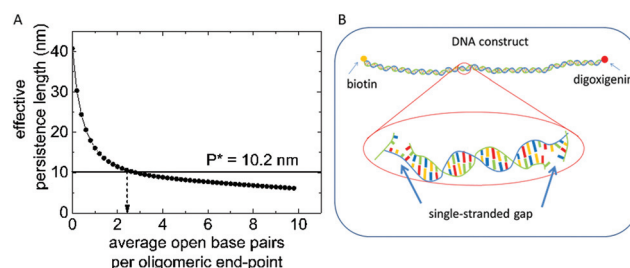 A
effective
persistence length (nm)
40
30
20
10
0
P* = 10.2 nm
0 2 4 6 8 10
average open base pairs
per oligomeric end-point
B
DNA construct
biotin
digoxigenin
single-stranded gap